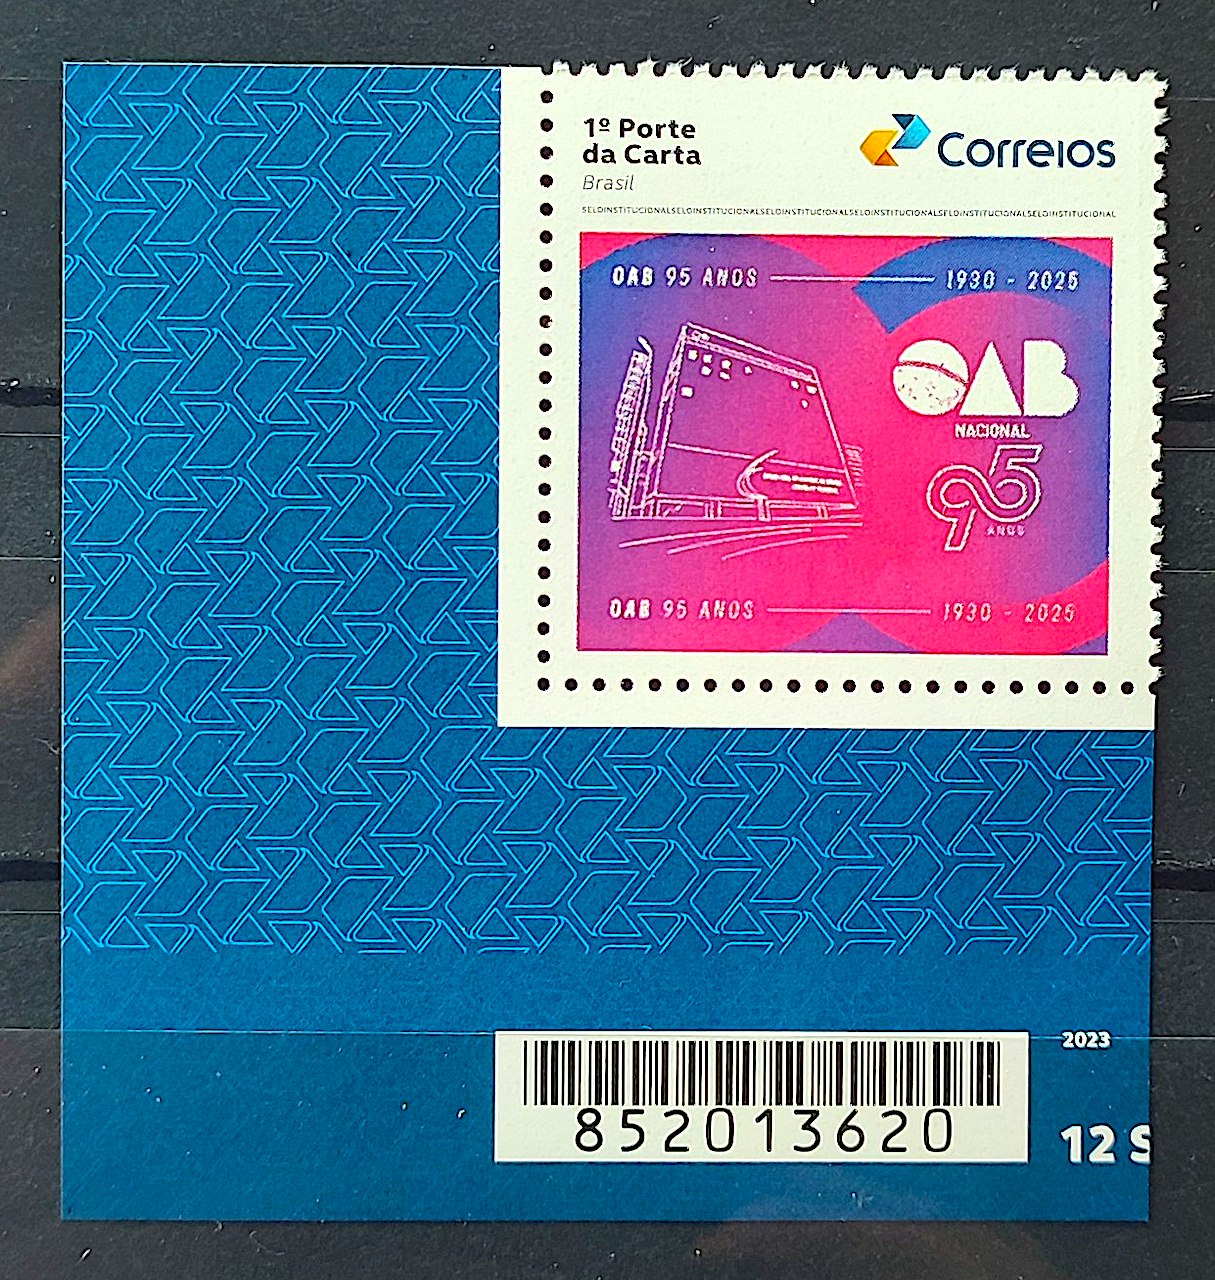 1º Porte
da Carta
Brasil
Correios
SELOINSTITUCIONALSELOINSTITUCIONALSELOINSTITUCIONALSELOINSTITUCIONALSELOINSTITUCIONALSELOINSTITUCIONAL
OAB 95 ANOS 1930 - 2025
OAB
NACIONAL
95
ANOS
OAB 95 ANOS 1930 - 2025
2023
852013620
12 S